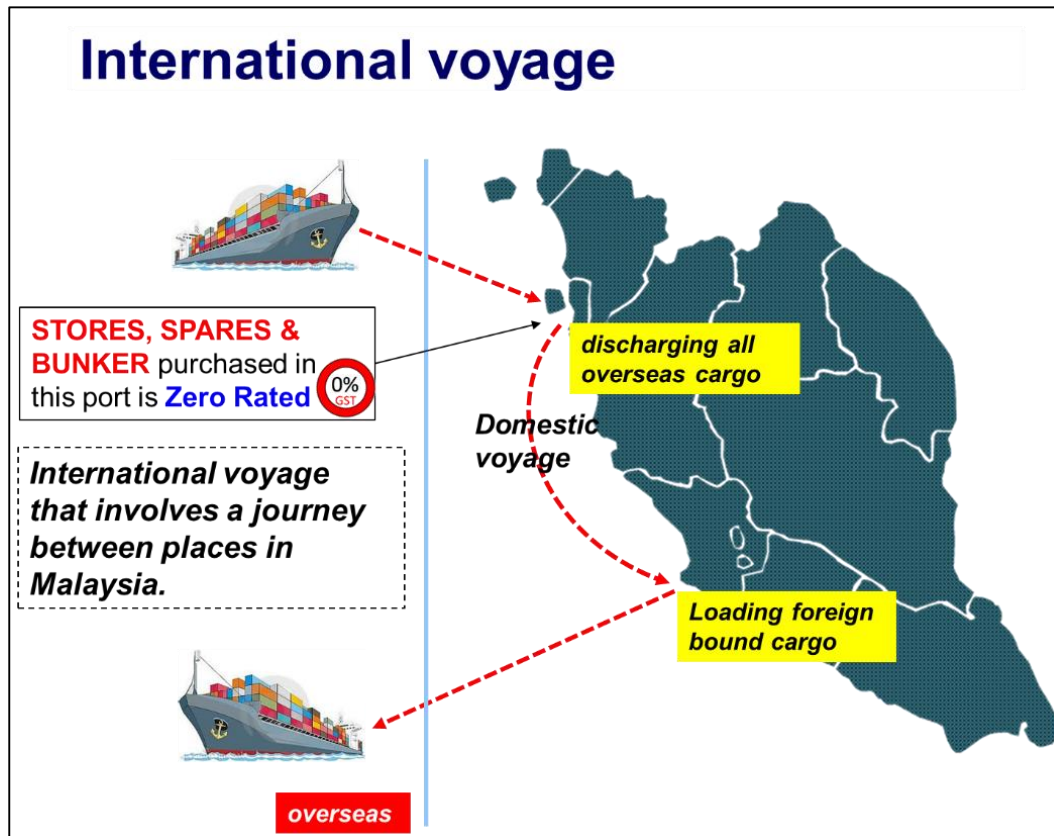 International voyage
STORES, SPARES &
BUNKER purchased in
this port is Zero Rated
0%
GST
discharging all
overseas cargo
Domestic
voyage
International voyage
that involves a journey
between places in
Malaysia.
Loading foreign
bound cargo
overseas